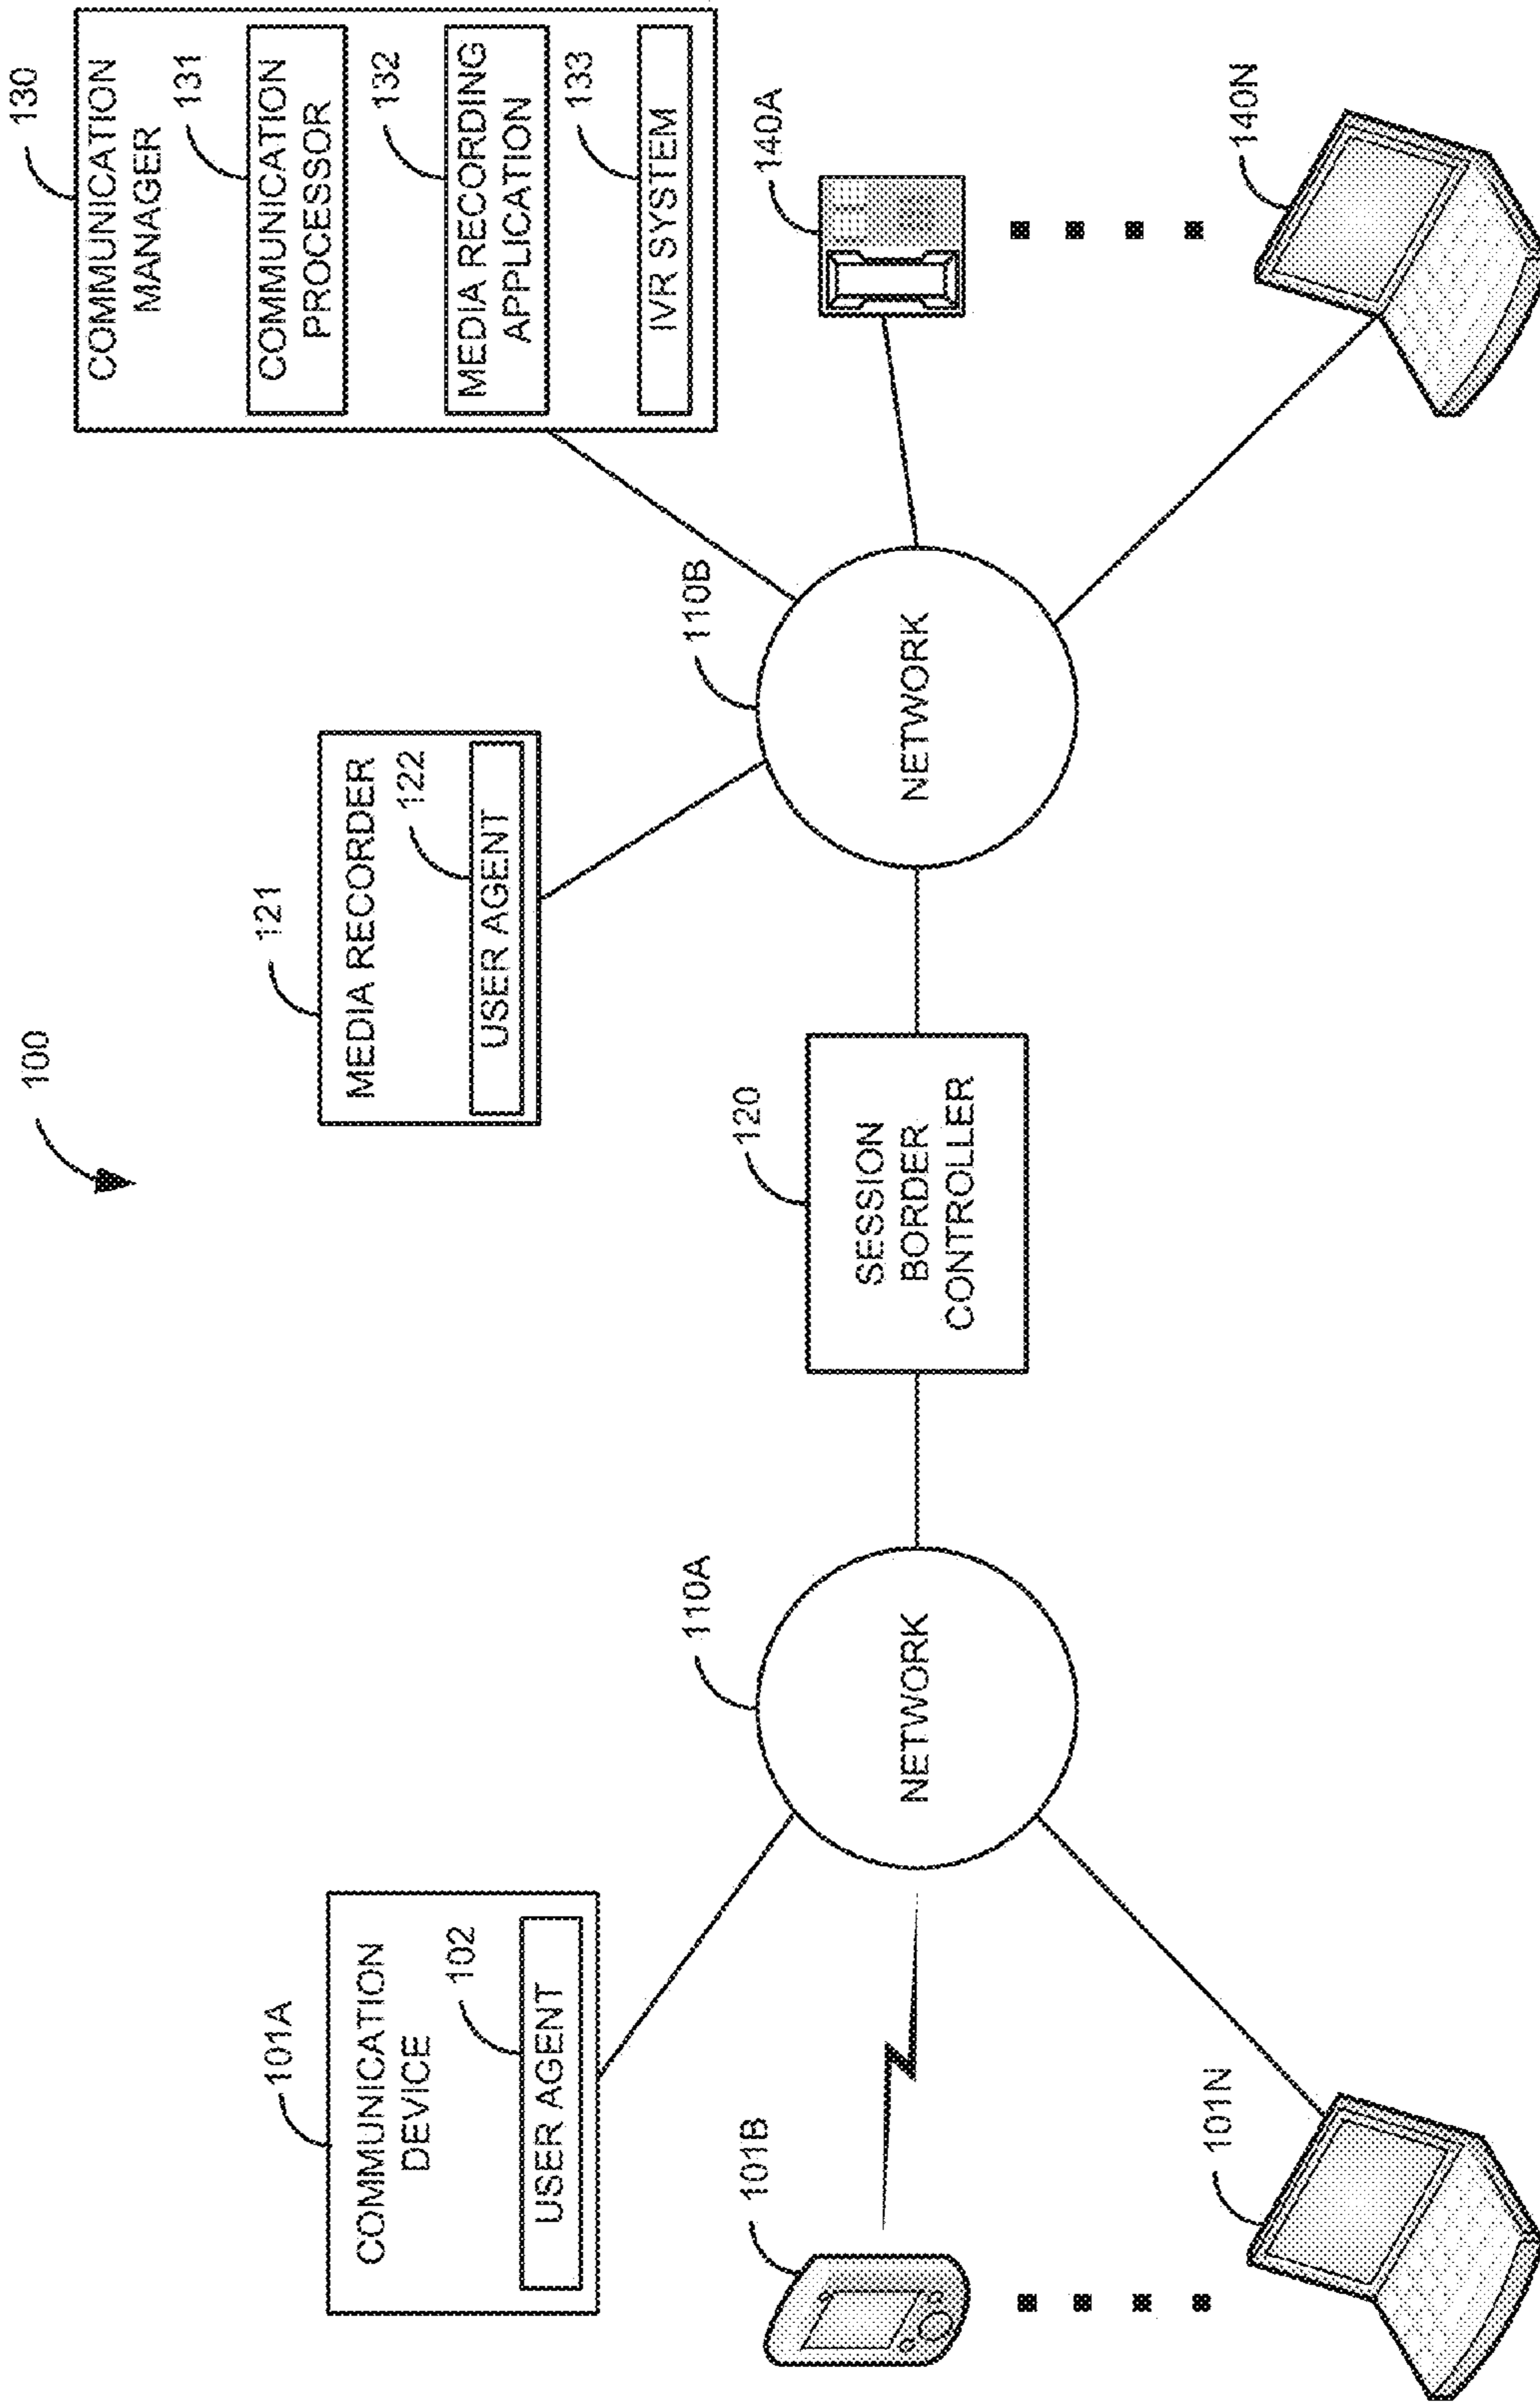 100
101A
COMMUNICATION
DEVICE
102
USER AGENT
101B
101N
110A
NETWORK
120
SESSION
BORDER
CONTROLLER
121
MEDIA RECORDER
122
USER AGENT
110B
NETWORK
130
COMMUNICATION
MANAGER
131
COMMUNICATION
PROCESSOR
132
MEDIA RECORDING
APPLICATION
133
IVR SYSTEM
140A
140N